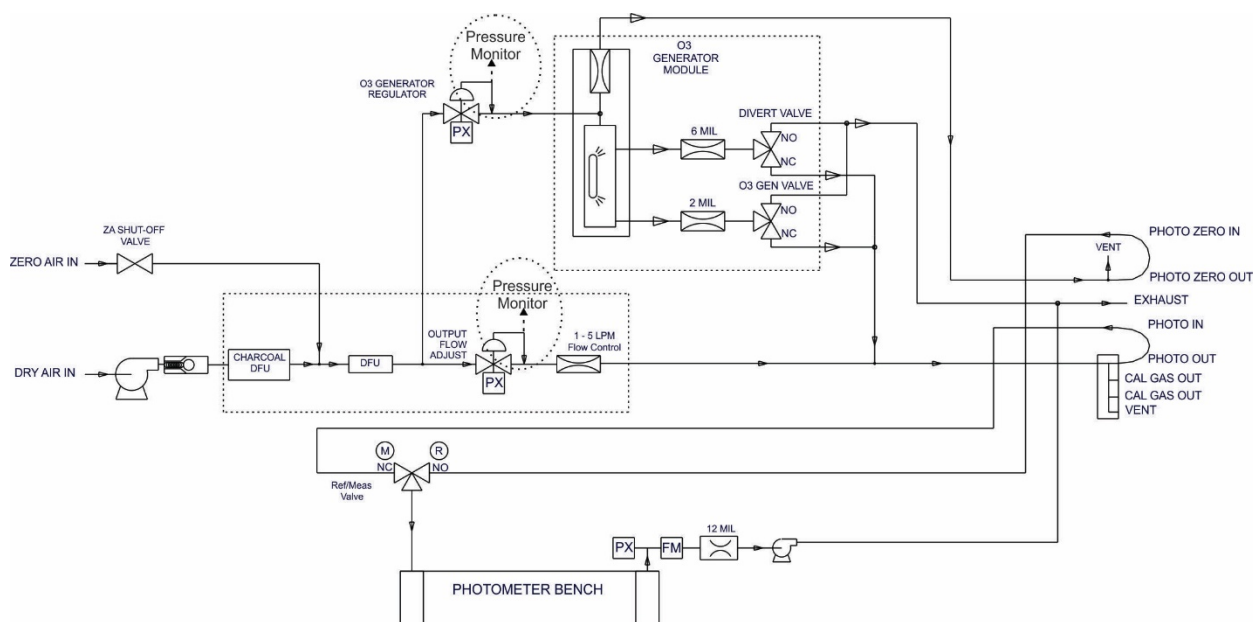 Pressure
Monitor
O3 GENERATOR
REGULATOR
PX
O3
GENERATOR
MODULE
6 MIL
DIVERT VALVE
NO
NC
2 MIL
O3 GEN VALVE
NO
NC
ZA SHUT-OFF
VALVE
ZERO AIR IN
DRY AIR IN
CHARCOAL
DFU
DFU
OUTPUT
FLOW
ADJUST
Pressure
Monitor
PX
1 - 5 LPM
Flow Control
PHOTO ZERO IN
VENT
PHOTO ZERO OUT
EXHAUST
PHOTO IN
PHOTO OUT
CAL GAS OUT
CAL GAS OUT
VENT
M
R
NC
NO
Ref/Meas
Valve
PX
FM
12 MIL
PHOTOMETER BENCH